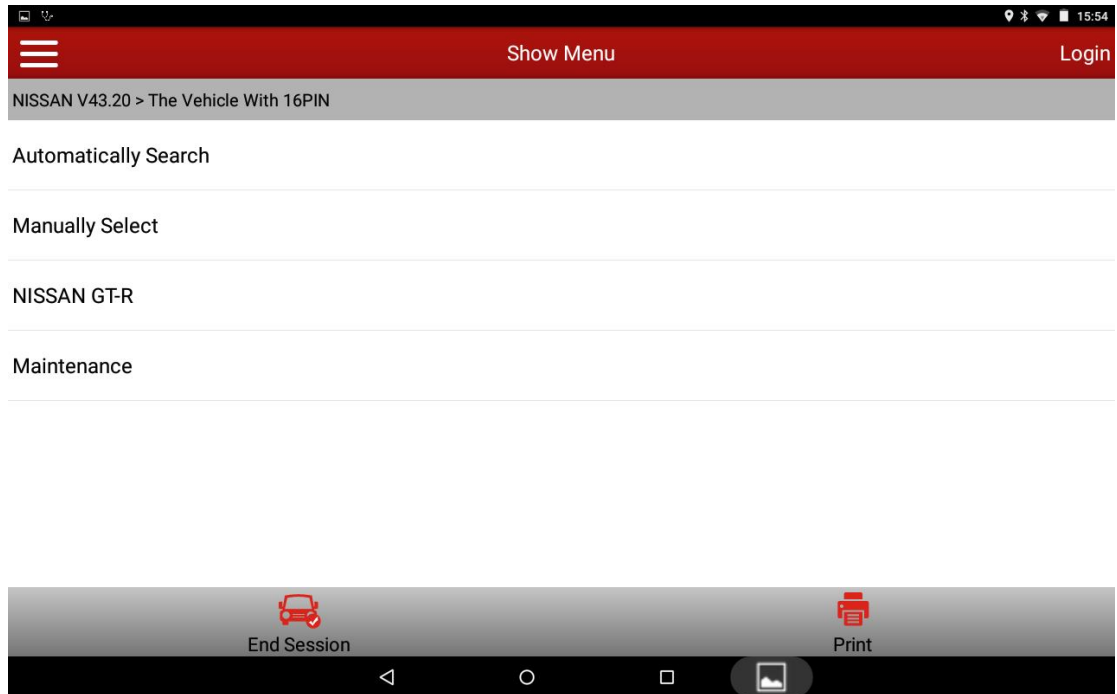 15:54
Show Menu
Login
NISSAN V43.20 > The Vehicle With 16PIN
Automatically Search
Manually Select
NISSAN GT-R
Maintenance
End Session
Print